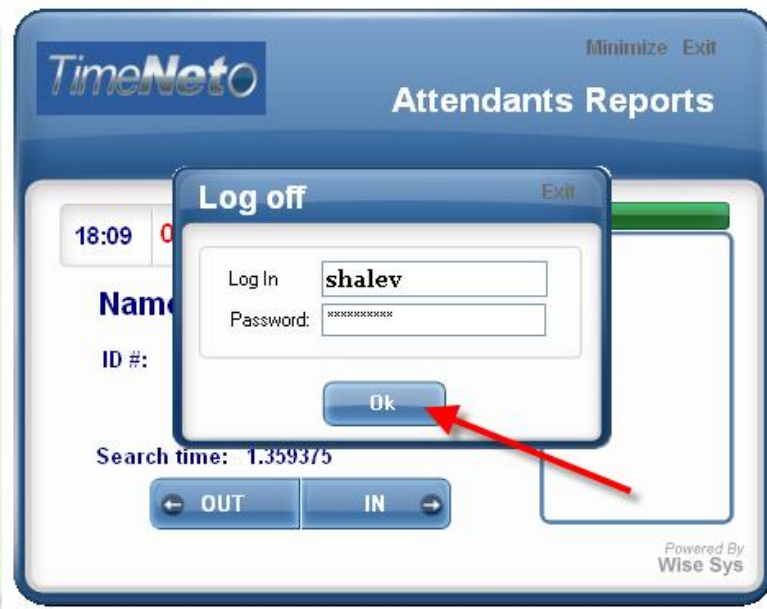 Minimize Exit
TimeNeto
Attendants Reports
Log off
Exit
18:09 0
Log In shalev
Name
Password: **********
ID #:
Ok
Search time: 1.359375
OUT IN
Powered By
Wise Sys